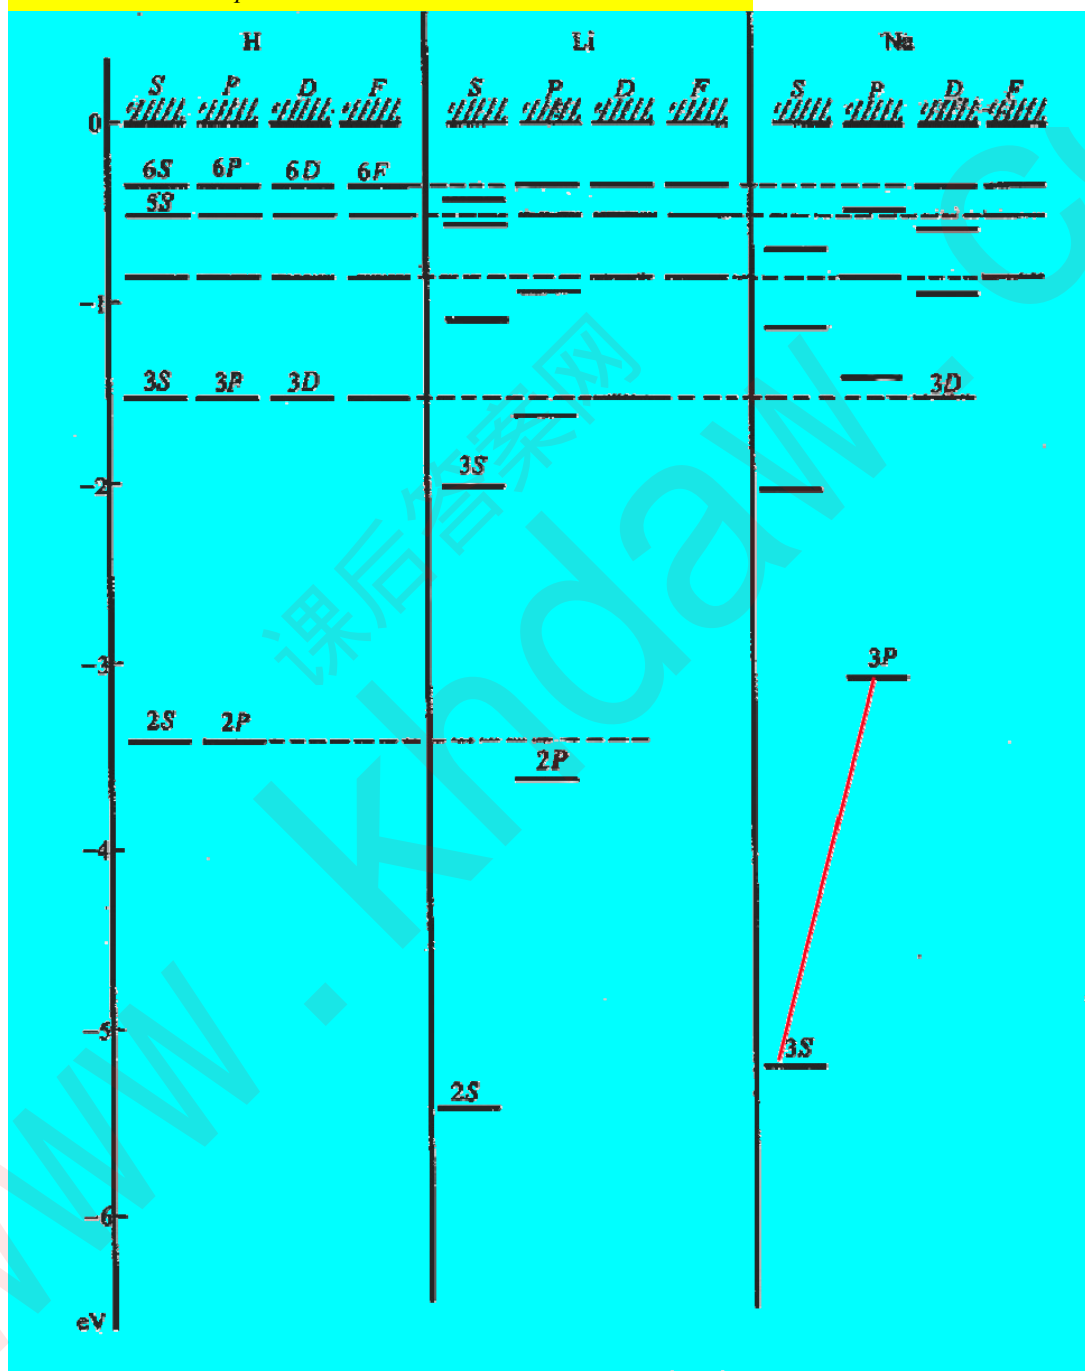 p
H Li Na
S P D F S P D F S P D F
0
6S 6P 6D 6F
5S
-1
3S 3P 3D 3D
3S
-2
-3 3P
2S 2P
2P
-4
-5
3S
2S
-6
eV
课后答案网
www.khdaw.c